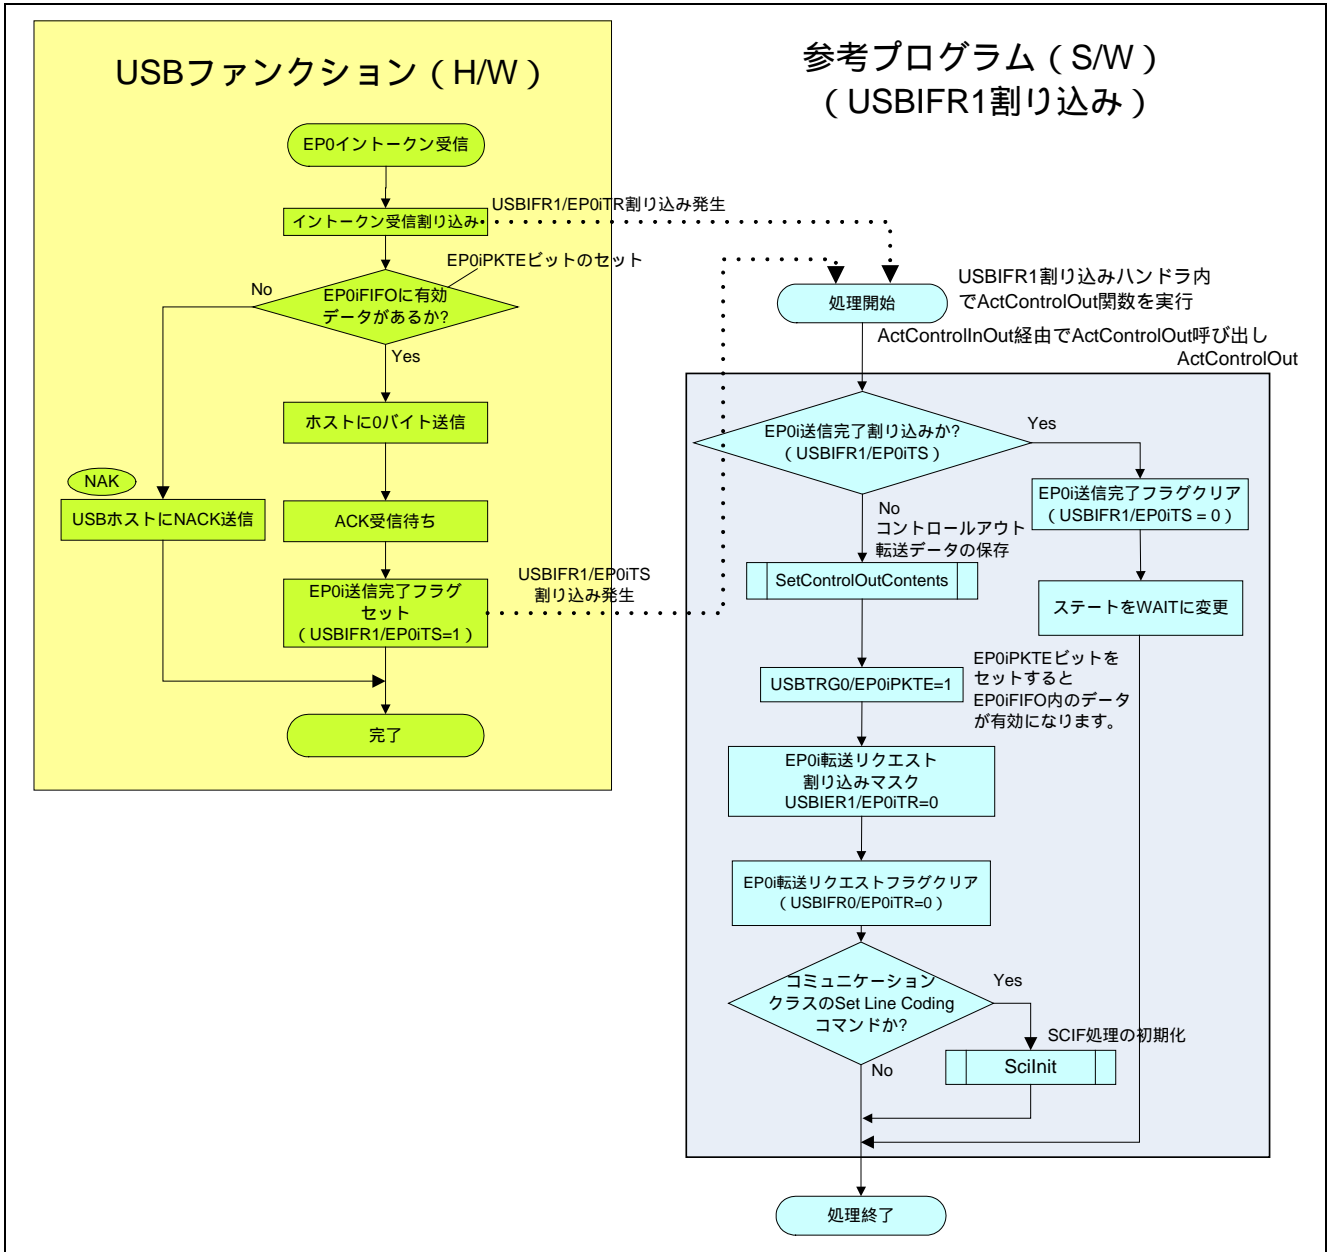 USBファンクション（H/W）
EP0イントークン受信
イントークン受信割り込み
USBIFR1/EP0iTR割り込み発生
EP0iPKTEビットのセット
No
EP0iFIFOに有効
データがあるか?
Yes
ホストに0バイト送信
NAK
USBホストにNACK送信
ACK受信待ち
EP0i送信完了フラグ
セット
（USBIFR1/EP0iTS=1）
USBIFR1/EP0iTS
割り込み発生
完了
参考プログラム（S/W）
（USBIFR1割り込み）
処理開始
USBIFR1割り込みハンドラ内
でActControlOut関数を実行
ActControlInOut経由でActControlOut呼び出し
ActControlOut
EP0i送信完了割り込みか?
（USBIFR1/EP0iTS）
Yes
EP0i送信完了フラグクリア
（USBIFR1/EP0iTS = 0）
ステートをWAITに変更
No
コントロールアウト
転送データの保存
SetControlOutContents
USBTRG0/EP0iPKTE=1
EP0iPKTEビットを
セットすると
EP0iFIFO内のデータ
が有効になります。
EP0i転送リクエスト
割り込みマスク
USBIER1/EP0iTR=0
EP0i転送リクエストフラグクリア
（USBIFR0/EP0iTR=0）
コミュニケーション
クラスのSet Line Coding
コマンドか?
Yes
SCIF処理の初期化
SciInit
No
処理終了